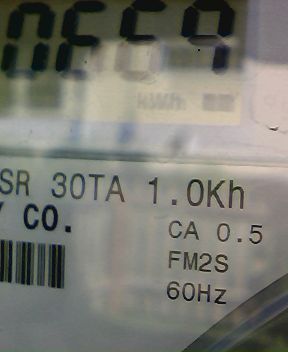 kWh
SR 30TA 1.0Kh
Y CO.
CA 0.5
FM2S
60Hz